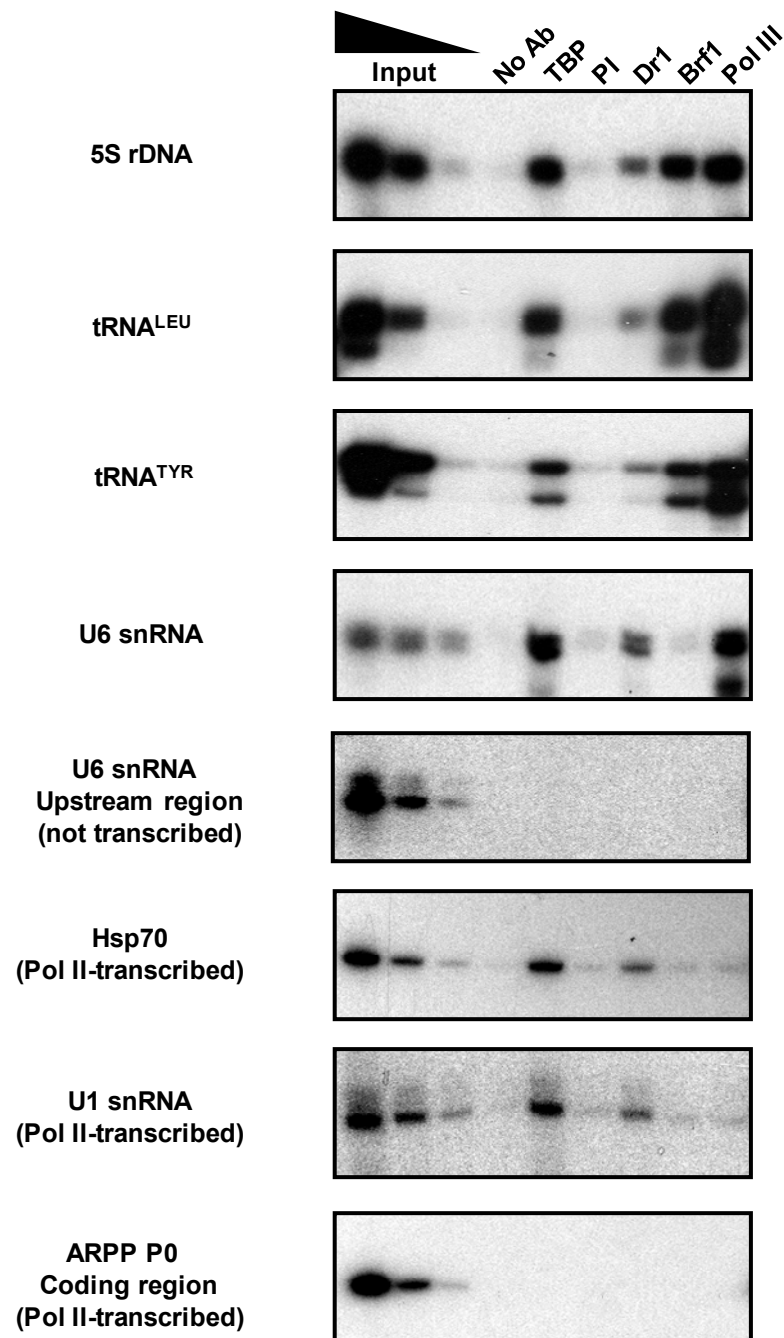 Input No Ab TBP PI Dr1 Brf1 Pol III
5S rDNA
tRNALEU
tRNATYR
U6 snRNA
U6 snRNA
Upstream region
(not transcribed)
Hsp70
(Pol II-transcribed)
U1 snRNA
(Pol II-transcribed)
ARPP P0
Coding region
(Pol II-transcribed)